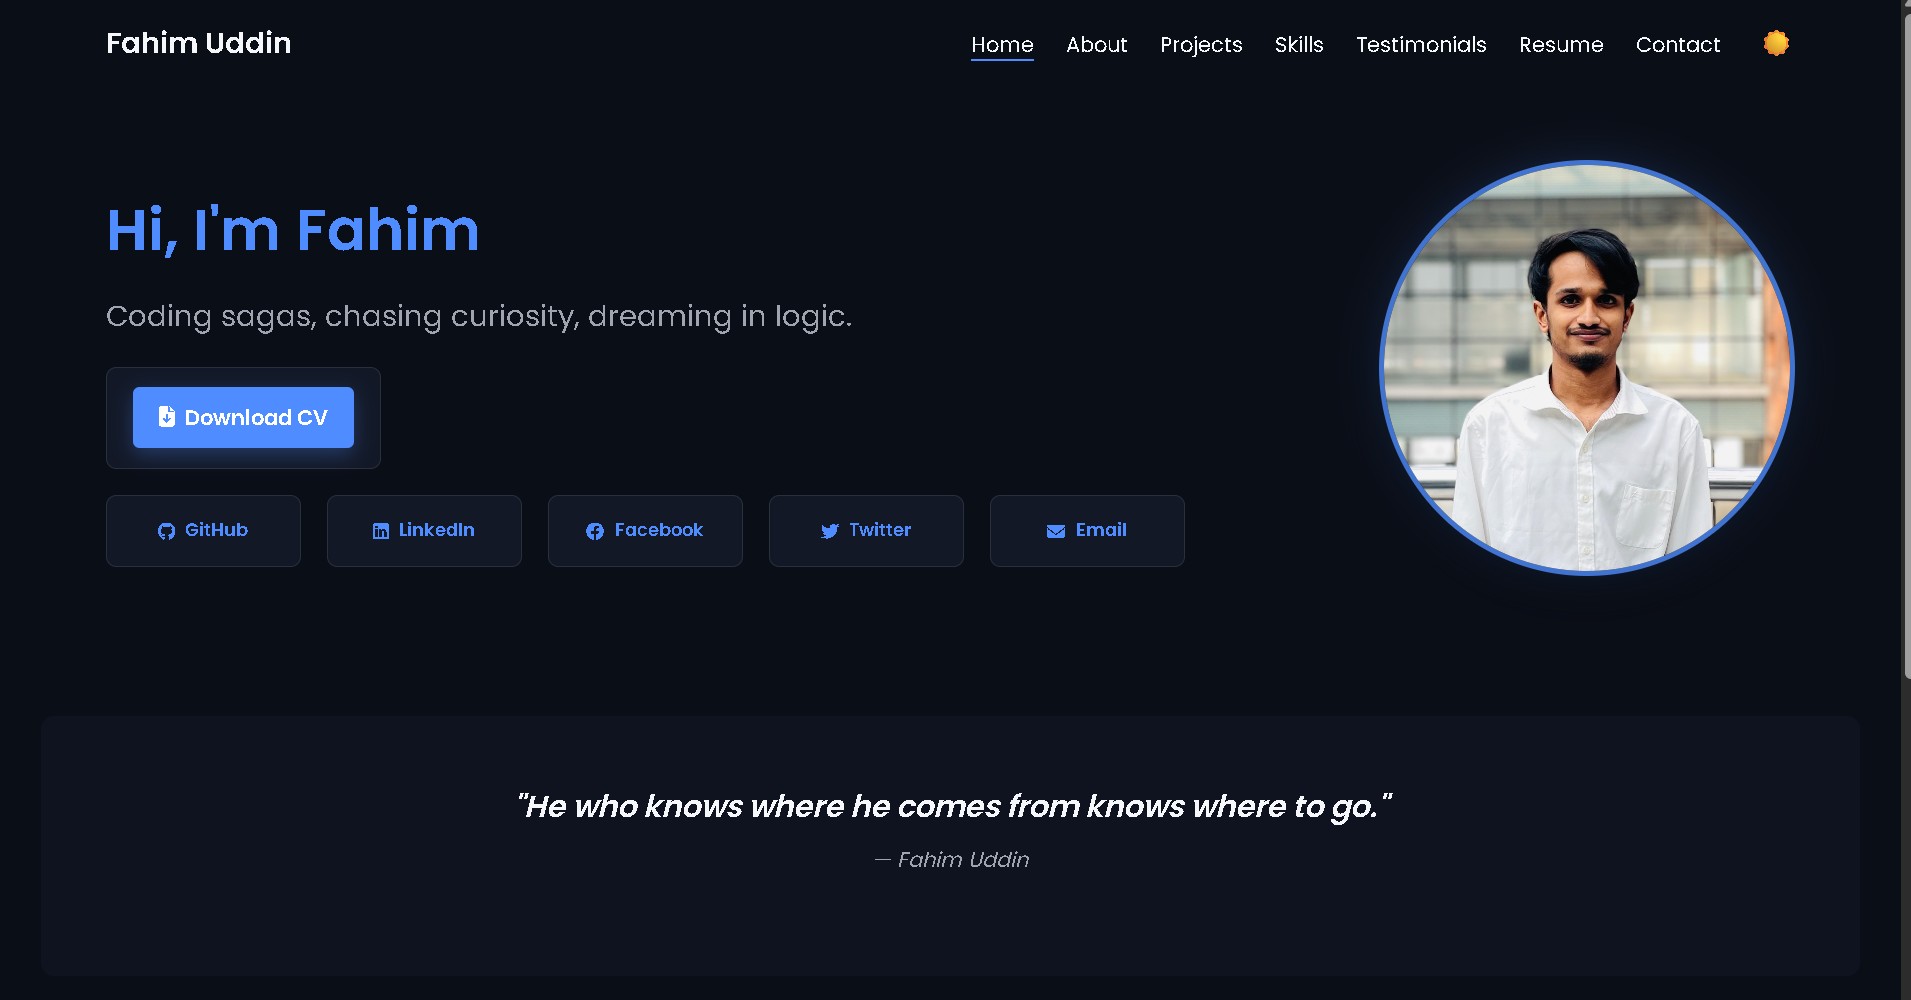 Fahim Uddin
Home About Projects Skills Testimonials Resume Contact
Hi, I'm Fahim
Coding sagas, chasing curiosity, dreaming in logic.
Download CV
GitHub LinkedIn Facebook Twitter Email
"He who knows where he comes from knows where to go."
— Fahim Uddin